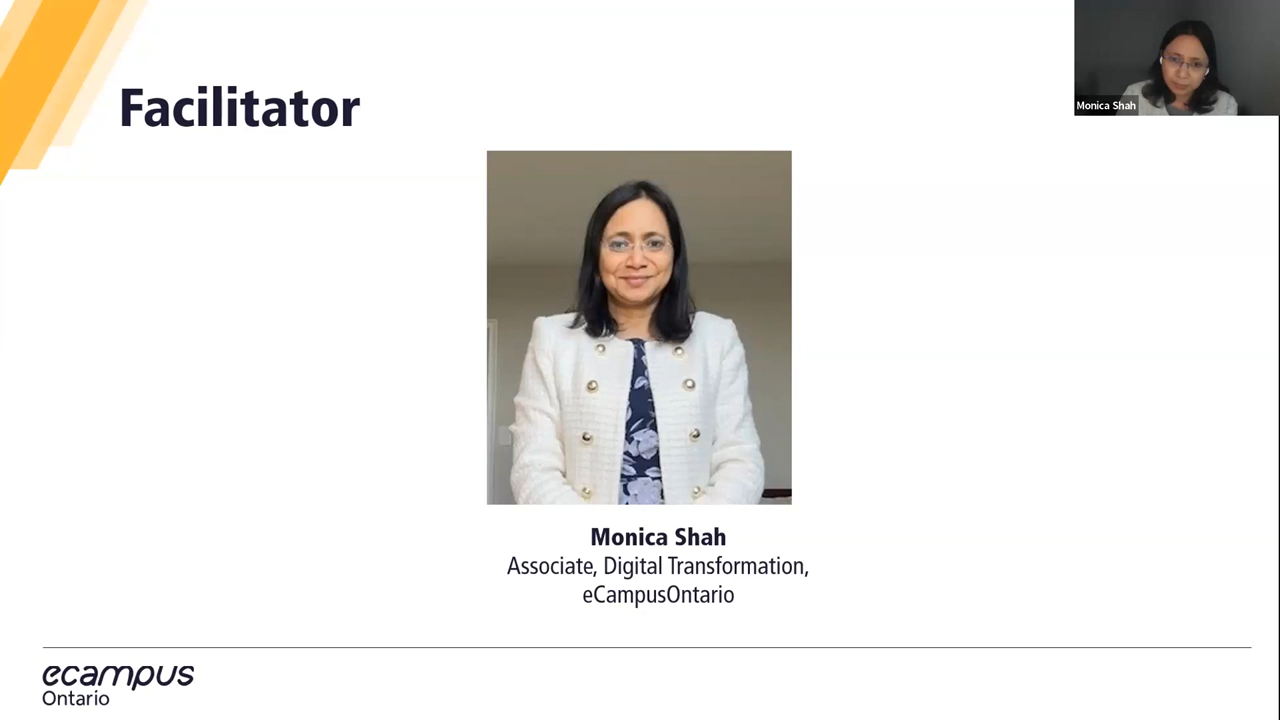 Facilitator
Monica Shah
Monica Shah
Associate, Digital Transformation,
eCampusOntario
ecampus
Ontario